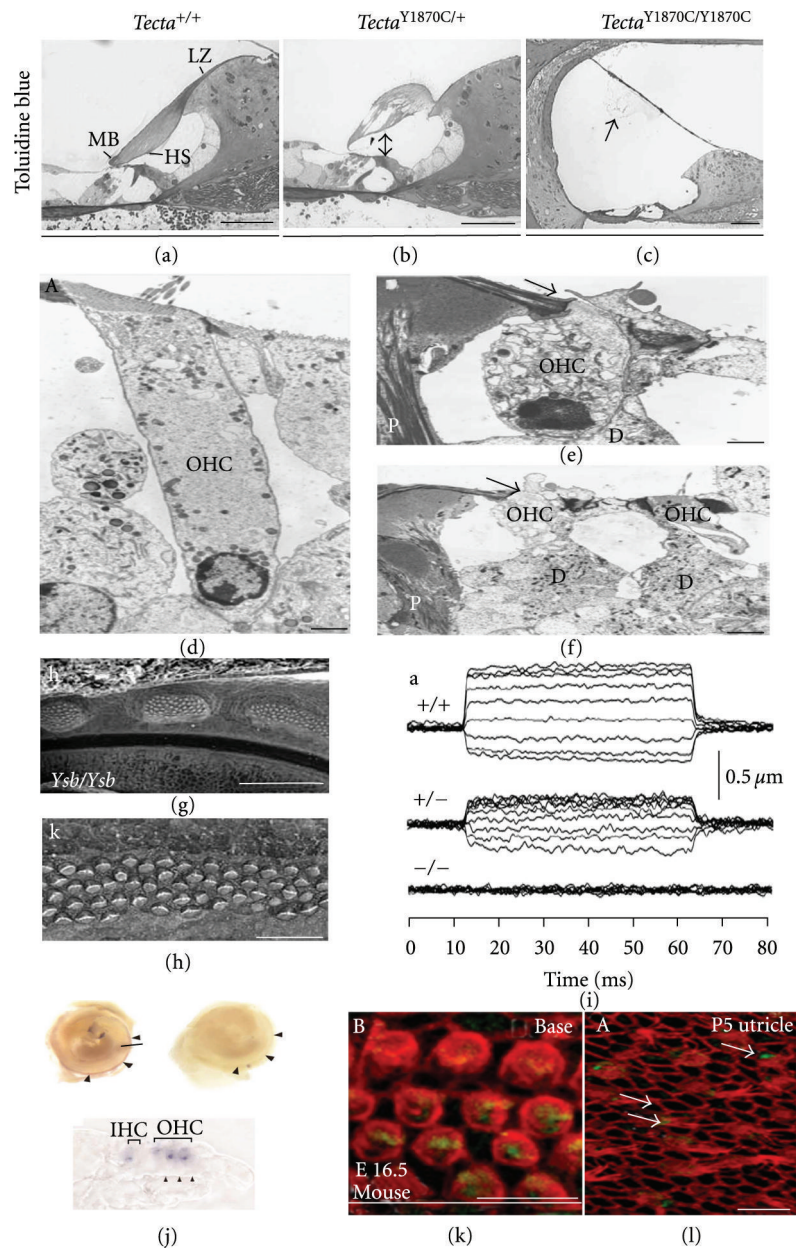 Tecta+/+
TectaY1870C/+
TectaY1870C/Y1870C
Toluidine blue
LZ
MB
HS
(a)
(b)
(c)
A
OHC
(d)
OHC
P
D
(e)
OHC
OHC
D
D
P
(f)
h
Ysb/Ysb
(g)
k
(h)
a
+/+
0.5 μm
+/−
−/−
0 10 20 30 40 50 60 70 80
Time (ms)
(i)
IHC OHC
(j)
B
Base
E 16.5
Mouse
(k)
A
P5 utricle
(l)